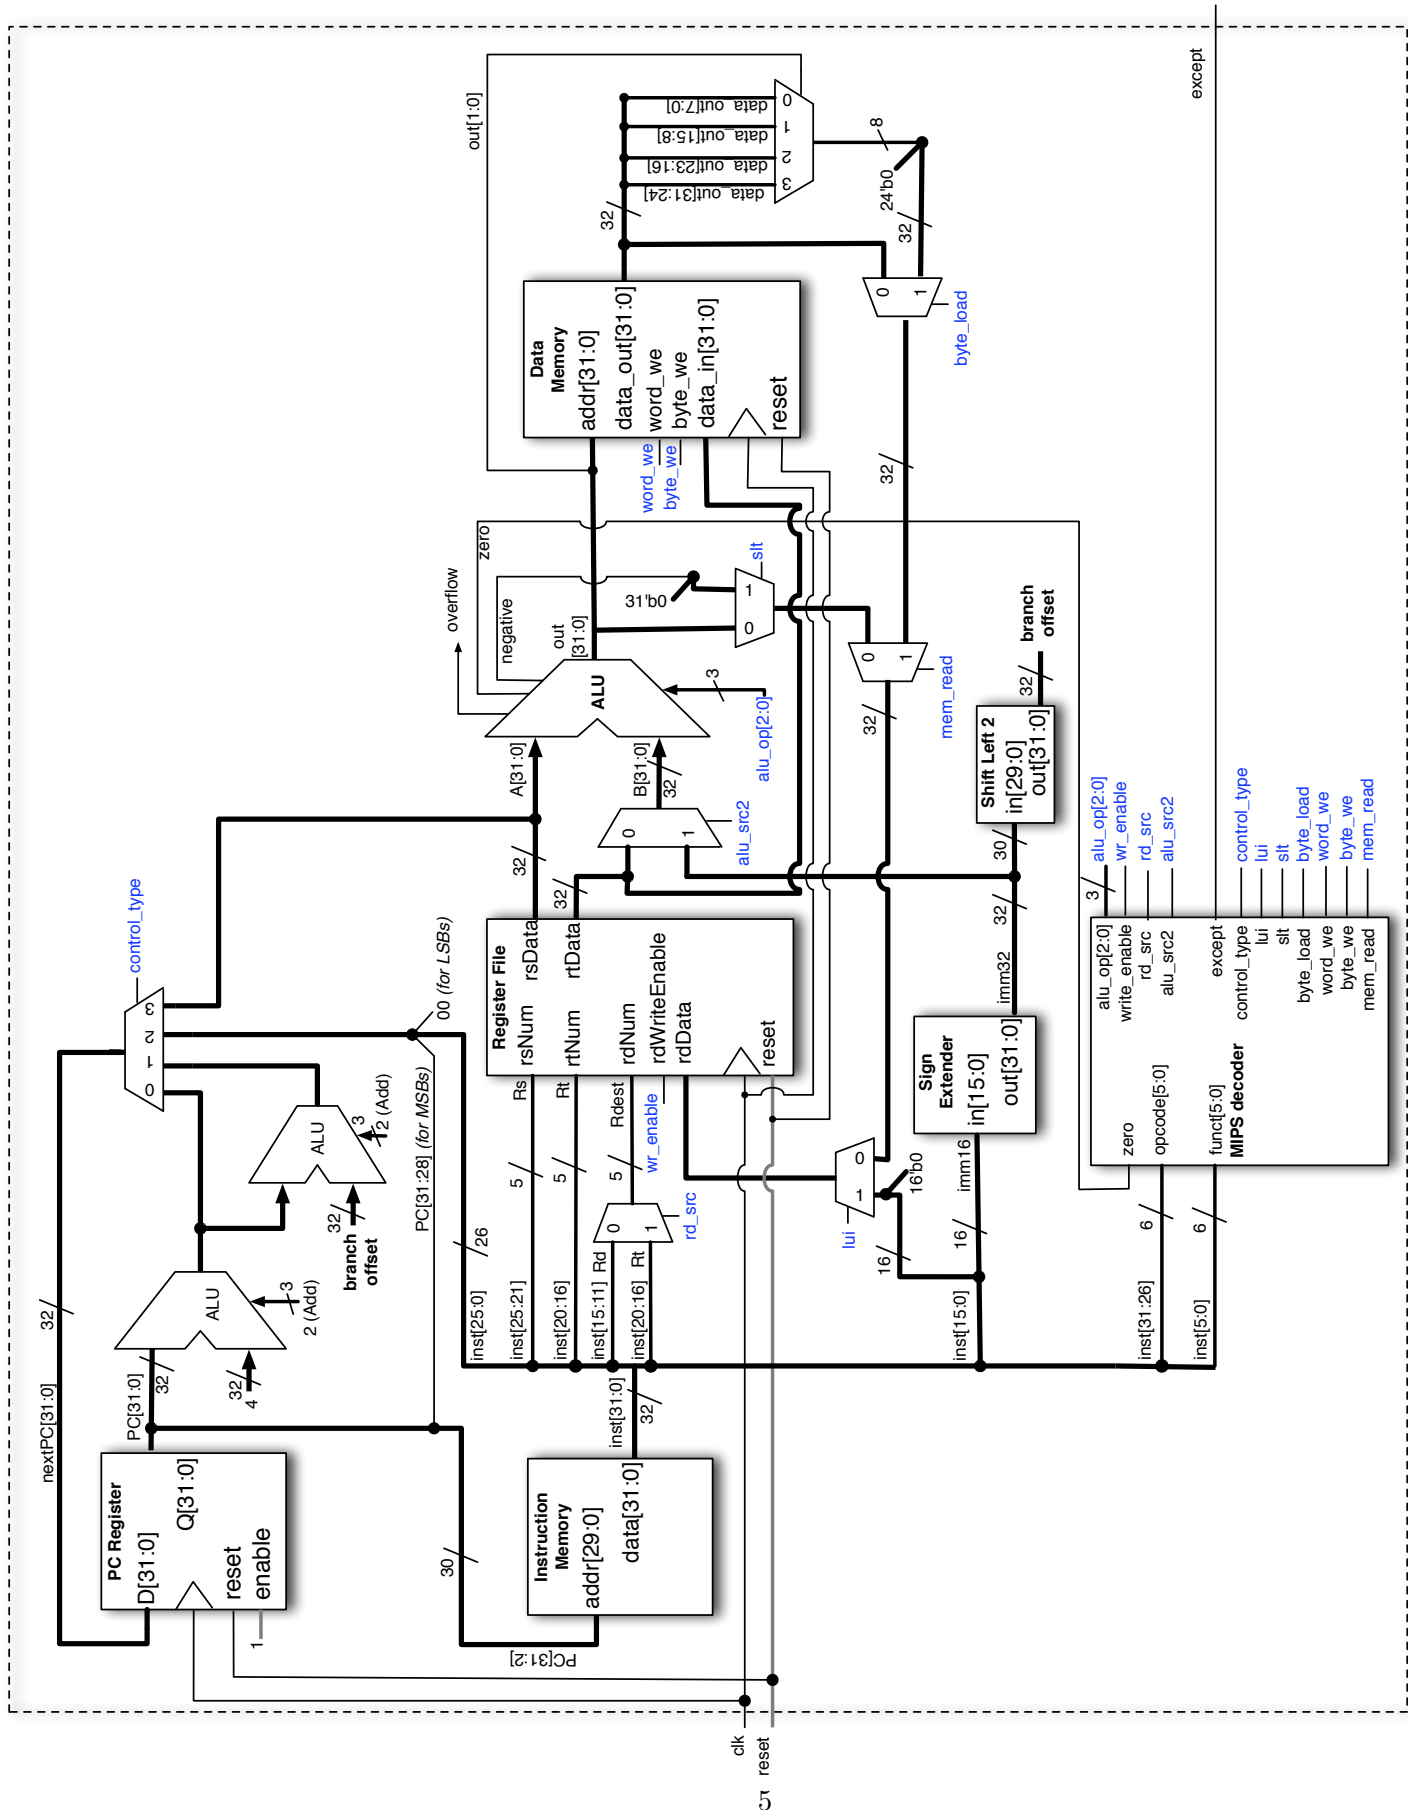 nextPC[31:0]
PC Register
D[31:0]
Q[31:0]
reset
enable
1
32
PC[31:0]
32
32
4
ALU
3
2 (Add)
branch
offset
32
ALU
3
2 (Add)
0
1
2
3
control_type
PC[31:28] (for MSBs)
00 (for LSBs)
30
PC[31:2]
Instruction
Memory
addr[29:0]
data[31:0]
inst[31:0]
32
inst[25:0]
26
inst[25:21]
5
Rs
inst[20:16]
5
Rt
inst[15:11]
Rd
inst[20:16]
Rt
0
1
rd_src
5
Rdest
wr_enable
Register File
rsNum
rsData
rtNum
rtData
rdNum
rdWriteEnable
rdData
reset
32
32
A[31:0]
B[31:0]
32
0
1
alu_src2
ALU
overflow
zero
negative
out
[31:0]
3
alu_op[2:0]
31'b0
0
1
slt
out[1:0]
Data
Memory
addr[31:0]
data_out[31:0]
word_we
byte_we
data_in[31:0]
reset
word_we
byte_we
32
data_out[31:24]
data_out[23:16]
data_out[15:8]
data_out[7:0]
3
2
1
0
8
24'b0
32
0
1
byte_load
32
0
1
mem_read
32
lui
1
0
16'b0
16
inst[15:0]
16
imm16
Sign
Extender
in[15:0]
out[31:0]
imm32
32
30
Shift Left 2
in[29:0]
out[31:0]
32
branch
offset
inst[31:26]
6
inst[5:0]
6
zero
opcode[5:0]
funct[5:0]
MIPS decoder
alu_op[2:0]
write_enable
rd_src
alu_src2
except
control_type
lui
slt
byte_load
word_we
byte_we
mem_read
3
alu_op[2:0]
wr_enable
rd_src
alu_src2
control_type
lui
slt
byte_load
word_we
byte_we
mem_read
except
clk
reset
5